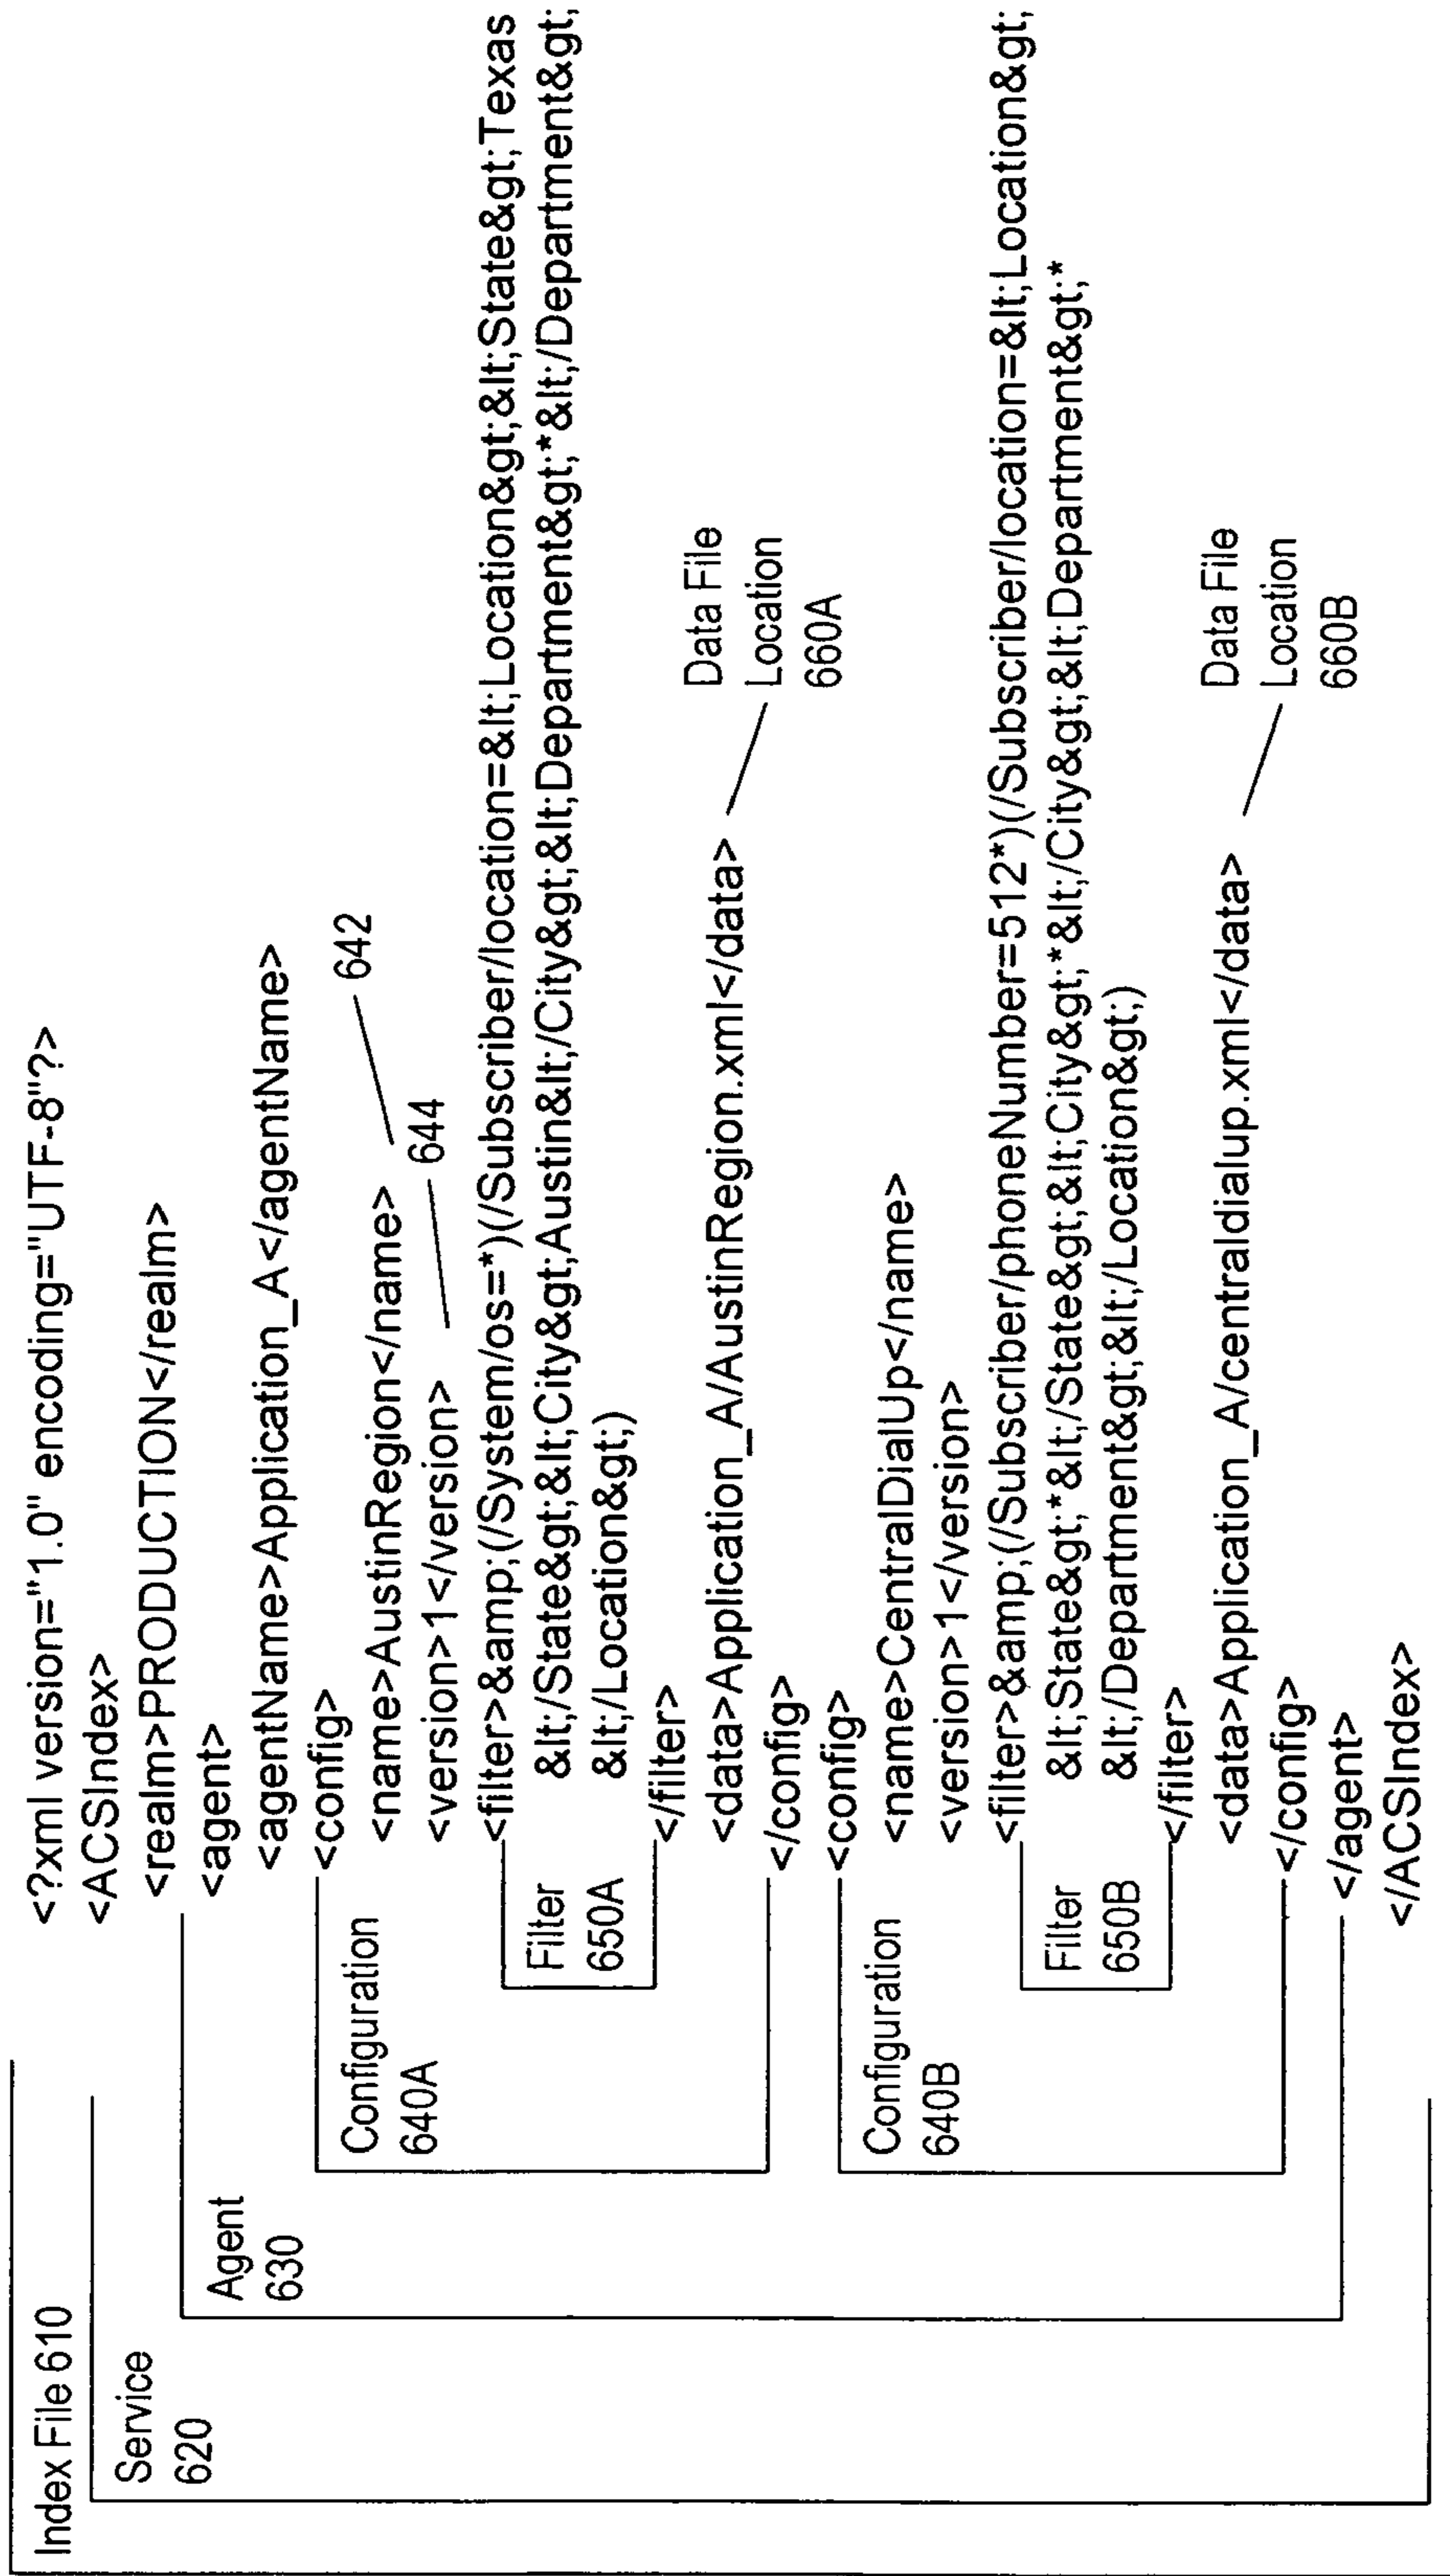 Index File 610
Service
620
Agent
630
Configuration
640A
Filter
650A
Configuration
640B
Filter
650B
<?xml version="1.0" encoding="UTF-8"?>
<ACSIndex>
<realm>PRODUCTION</realm>
<agent>
<agentName>Application_A</agentName>
<config>
<name>AustinRegion</name> 642
<version>1</version> 644
<filter>&amp;(/System/os=*)(/Subscriber/location=&lt;Location&gt;&lt;State&gt;Texas
&lt;/State&gt;&lt;City&gt;Austin&lt;/City&gt;&lt;Department&gt;*&lt;/Department&gt;
&lt;/Location&gt;)
</filter>
<data>Application_A/AustinRegion.xml</data>
Data File
Location
660A
</config>
<config>
<name>CentralDialUp</name>
<version>1</version>
<filter>&amp;(/Subscriber/phoneNumber=512*)(/Subscriber/location=&lt;Location&gt;
&lt;State&gt;*&lt;/State&gt;&lt;City&gt;*&lt;/City&gt;&lt;Department&gt;*
&lt;/Department&gt;&lt;/Location&gt;)
</filter>
<data>Application_A/centraldialup.xml</data>
Data File
Location
660B
</config>
</agent>
</ACSIndex>